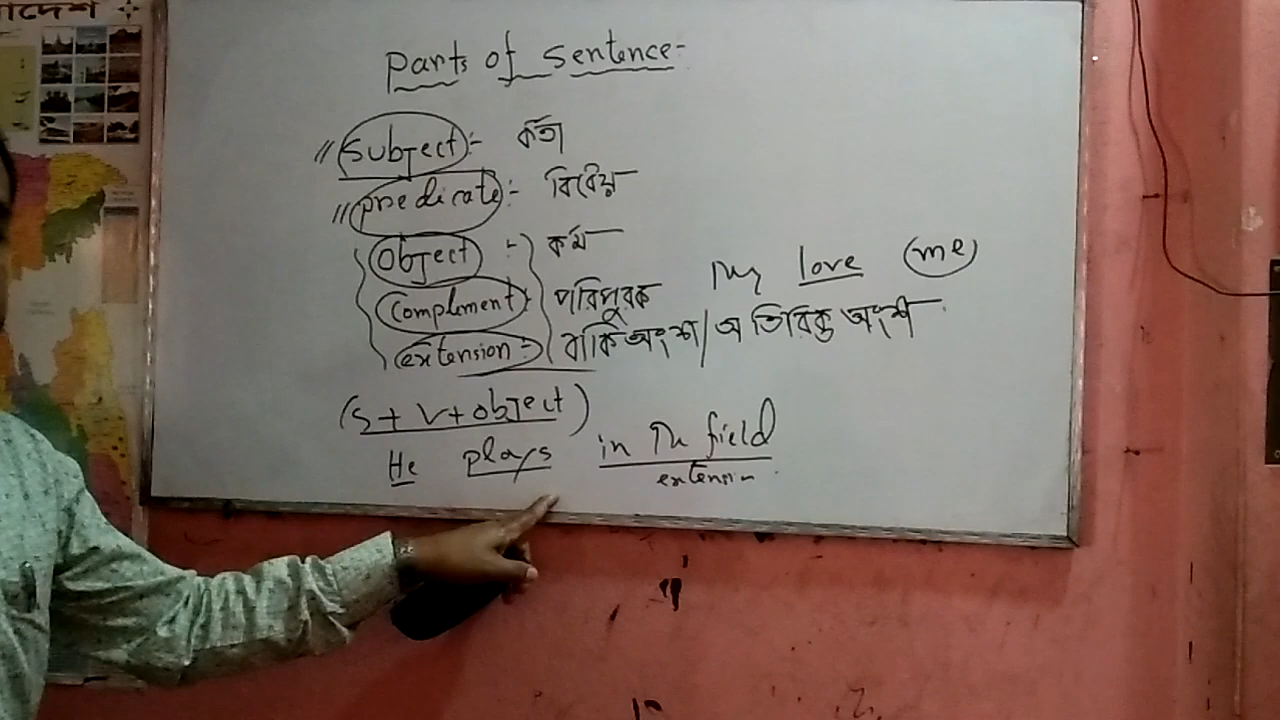 Parts of Sentence-
Subject :- কর্তা
predicate :- বিধেয়
object :- কর্ম
Complement : পরিপূরক
They love me
extension :- বাকি অংশ/অতিরিক্ত অংশ
(S + V + object)
He plays in The field
extension